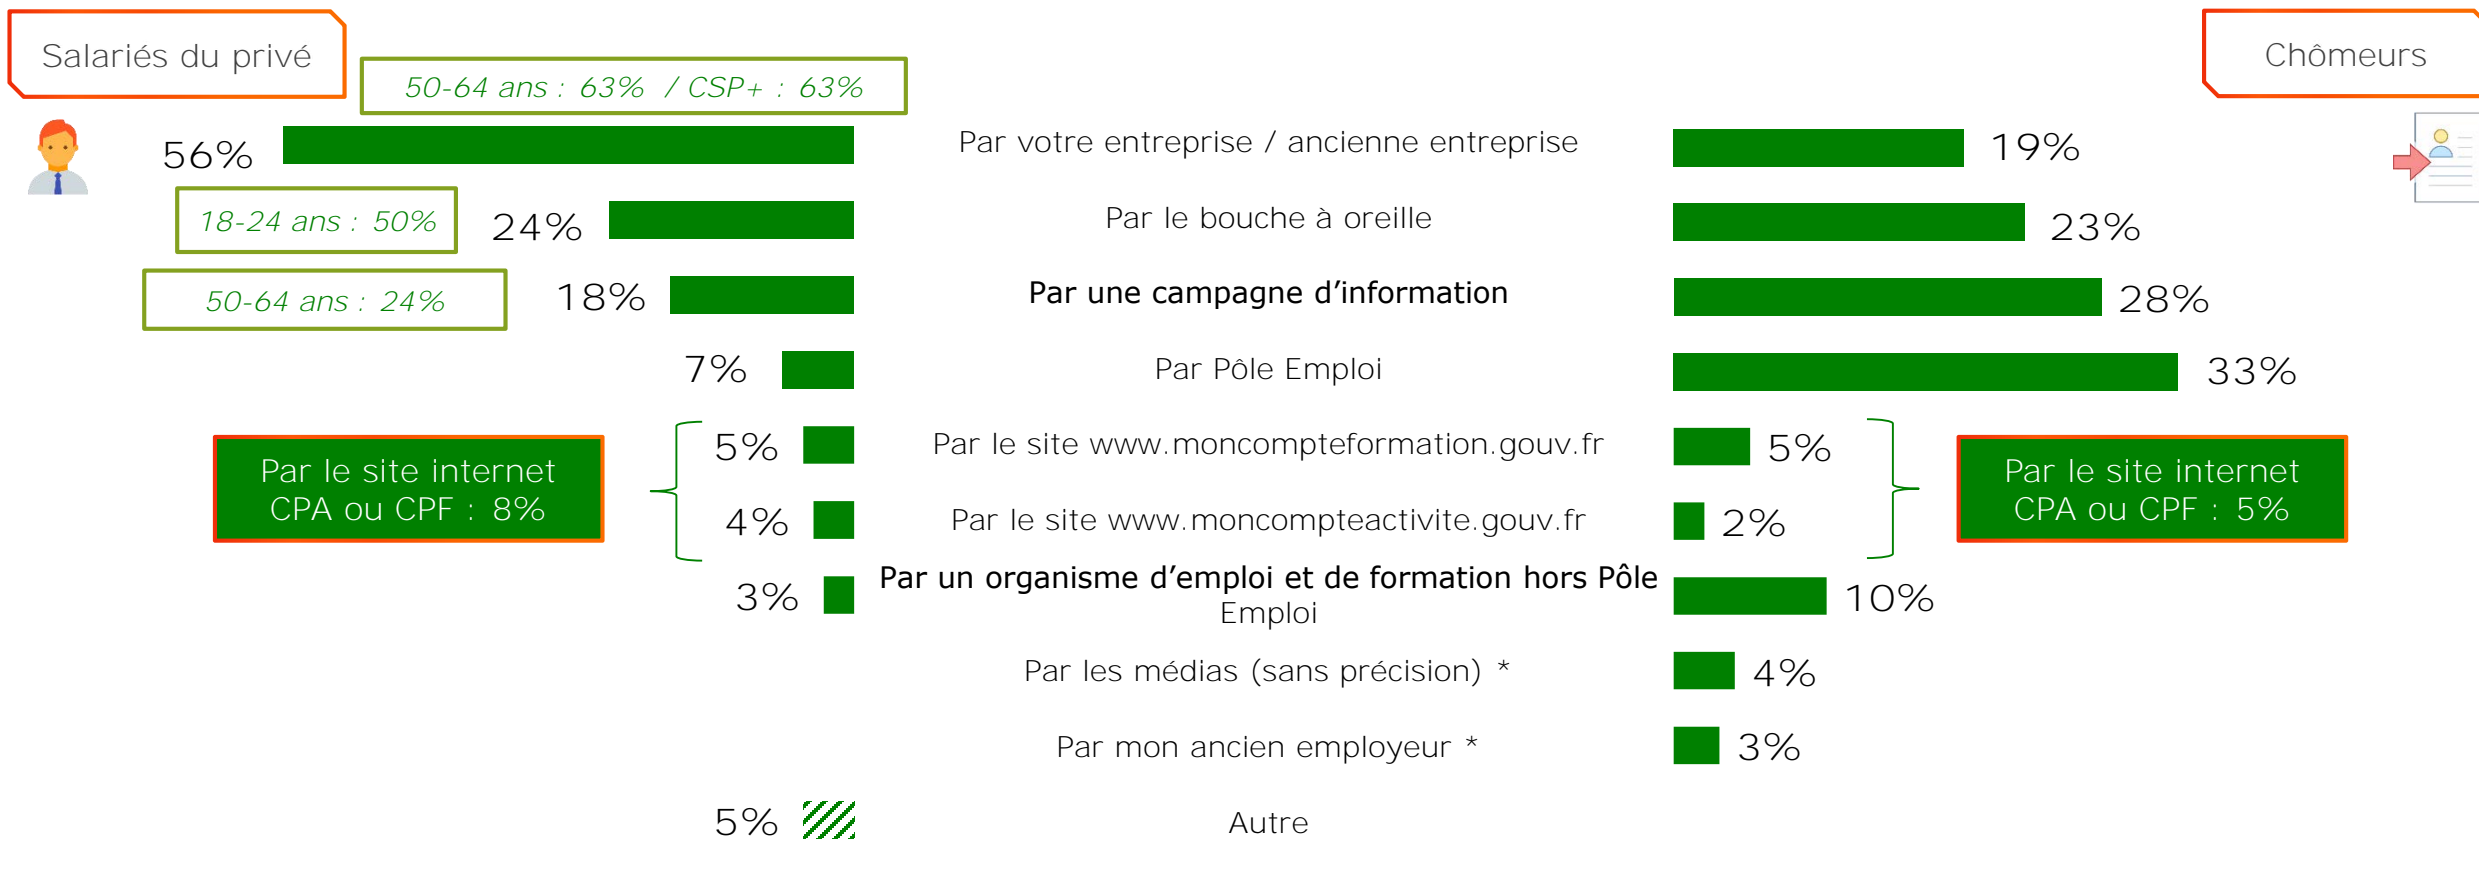 Salariés du privé
Chômeurs
50-64 ans : 63% / CSP+ : 63%
56%
Par votre entreprise / ancienne entreprise
19%
18-24 ans : 50%
24%
Par le bouche à oreille
23%
50-64 ans : 24%
18%
Par une campagne d’information
28%
7%
Par Pôle Emploi
33%
5%
Par le site www.moncompteformation.gouv.fr
5%
Par le site internet
CPA ou CPF : 8%
Par le site internet
CPA ou CPF : 5%
4%
Par le site www.moncompteactivite.gouv.fr
2%
3%
Par un organisme d’emploi et de formation hors Pôle
Emploi
10%
Par les médias (sans précision) *
4%
Par mon ancien employeur *
3%
5%
Autre